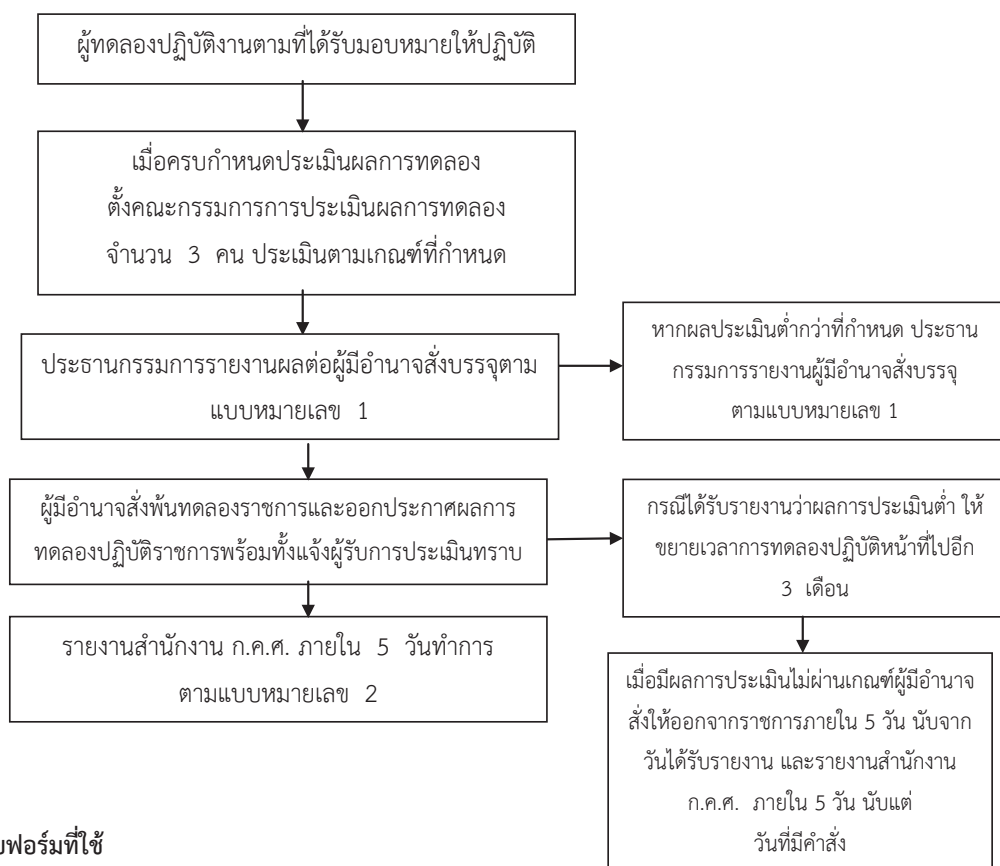 ผู้ทดลองปฏิบัติงานตามที่ได้รับมอบหมายให้ปฏิบัติ
เมื่อครบกำหนดประเมินผลการทดลอง
ตั้งคณะกรรมการการประเมินผลการทดลอง
จำนวน 3 คน ประเมินตามเกณฑ์ที่กำหนด
ประธานกรรมการรายงานผลต่อผู้มีอำนาจสั่งบรรจุตาม
แบบหมายเลข 1
หากผลประเมินต่ำกว่าที่กำหนด ประธาน
กรรมการรายงานผู้มีอำนาจสั่งบรรจุ
ตามแบบหมายเลข 1
ผู้มีอำนาจสั่งพ้นทดลองราชการและออกประกาศผลการ
ทดลองปฏิบัติราชการพร้อมทั้งแจ้งผู้รับการประเมินทราบ
กรณีได้รับรายงานว่าผลการประเมินต่ำ ให้
ขยายเวลาการทดลองปฏิบัติหน้าที่ไปอีก
3 เดือน
รายงานสำนักงาน ก.ค.ศ. ภายใน 5 วันทำการ
ตามแบบหมายเลข 2
เมื่อมีผลการประเมินไม่ผ่านเกณฑ์ผู้มีอำนาจ
สั่งให้ออกจากราชการภายใน 5 วัน นับจาก
วันได้รับรายงาน และรายงานสำนักงาน
ก.ค.ศ. ภายใน 5 วัน นับแต่
วันที่มีคำสั่ง
ฟอร์มที่ใช้